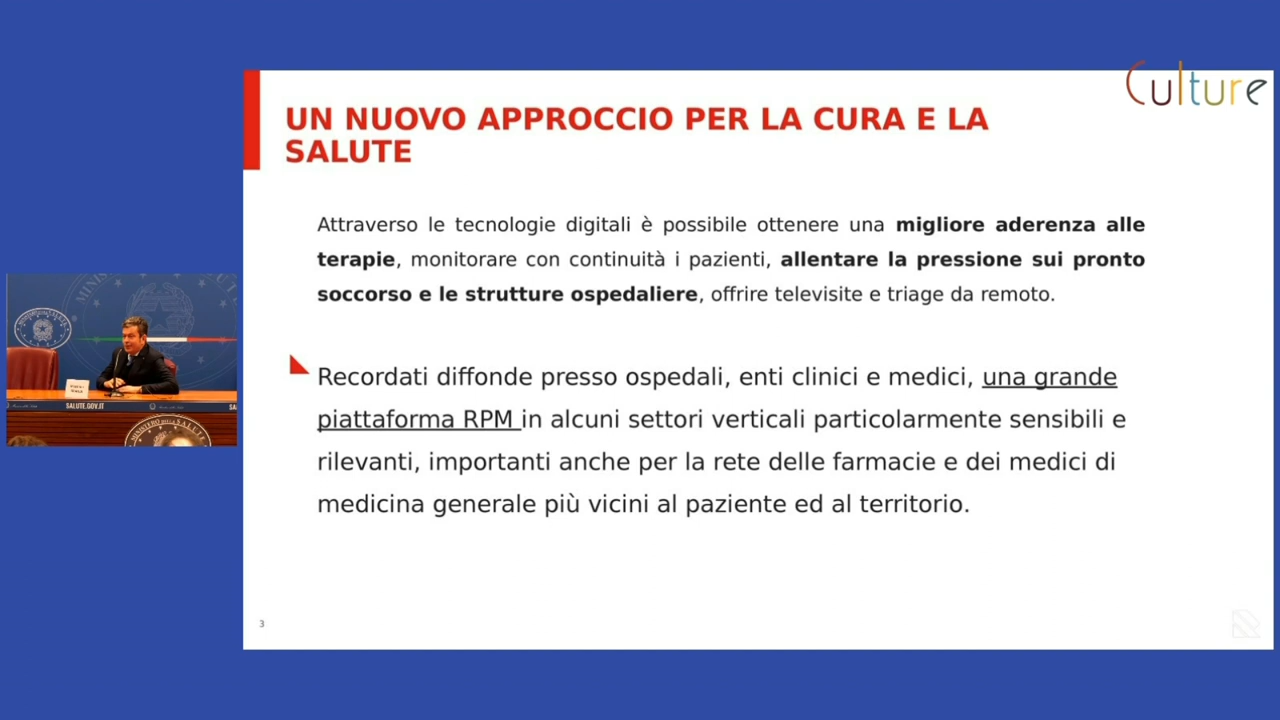 Culture
UN NUOVO APPROCCIO PER LA CURA E LA
SALUTE
Attraverso le tecnologie digitali è possibile ottenere una migliore aderenza alle
terapie, monitorare con continuità i pazienti, allentare la pressione sui pronto
soccorso e le strutture ospedaliere, offrire televisite e triage da remoto.
Recordati diffonde presso ospedali, enti clinici e medici, una grande
piattaforma RPM in alcuni settori verticali particolarmente sensibili e
rilevanti, importanti anche per la rete delle farmacie e dei medici di
medicina generale più vicini al paziente ed al territorio.
3
SALUTE.GOV.IT
SA